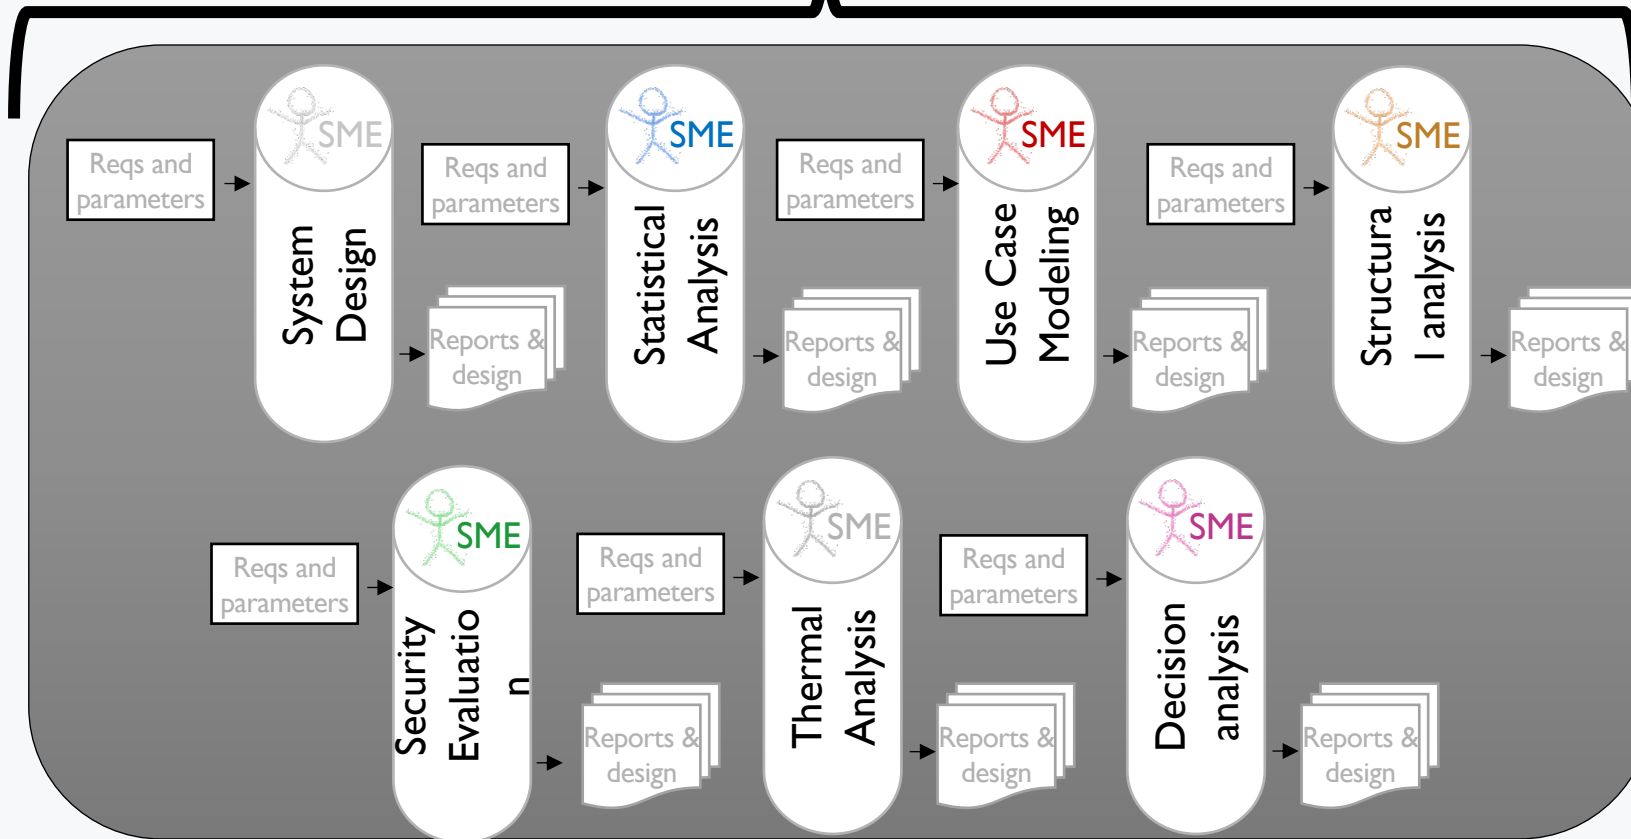 SME
Reqs and
parameters
System
Design
Reports &
design
SME
Reqs and
parameters
Statistical
Analysis
Reports &
design
SME
Reqs and
parameters
Use Case
Modeling
Reports &
design
SME
Reqs and
parameters
Structura
l analysis
Reports &
design
SME
Reqs and
parameters
Security
Evaluatio
n
Reports &
design
SME
Reqs and
parameters
Thermal
Analysis
Reports &
design
SME
Reqs and
parameters
Decision
analysis
Reports &
design